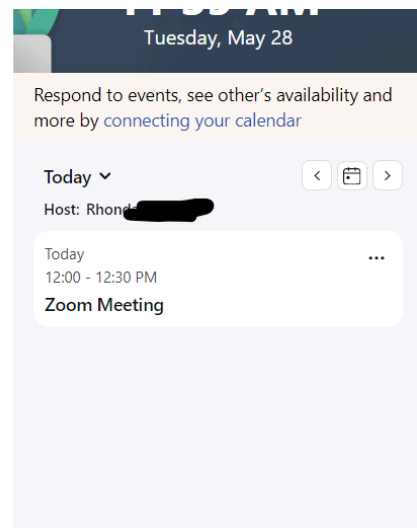 Tuesday, May 28
Respond to events, see other's availability and
more by connecting your calendar
Today
Host: Rhonda
Today
12:00 - 12:30 PM
Zoom Meeting